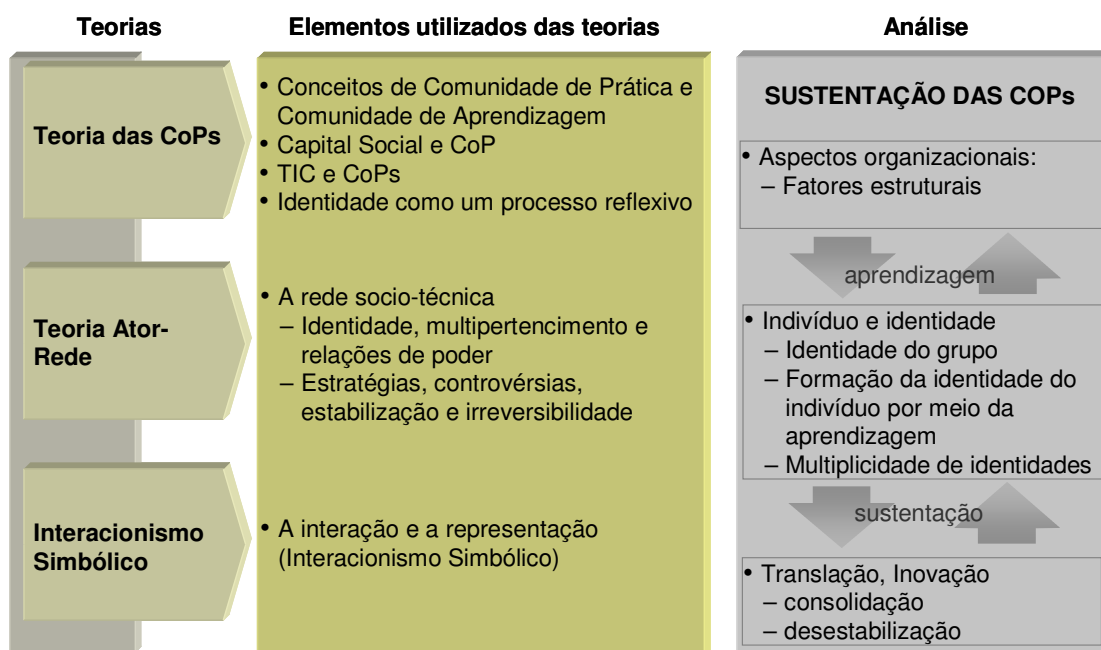 Teorias
Elementos utilizados das teorias
Análise
Teoria das CoPs
• Conceitos de Comunidade de Prática e
Comunidade de Aprendizagem
• Capital Social e CoP
• TIC e CoPs
• Identidade como um processo reflexivo
Teoria Ator-
Rede
• A rede socio-técnica
– Identidade, multipertencimento e
relações de poder
– Estratégias, controvérsias,
estabilização e irreversibilidade
Interacionismo
Simbólico
• A interação e a representação
(Interacionismo Simbólico)
SUSTENTAÇÃO DAS COPs
• Aspectos organizacionais:
– Fatores estruturais
aprendizagem
• Indivíduo e identidade
– Identidade do grupo
– Formação da identidade do
indivíduo por meio da
aprendizagem
– Multiplicidade de identidades
sustentação
• Translação, Inovação
– consolidação
– desestabilização